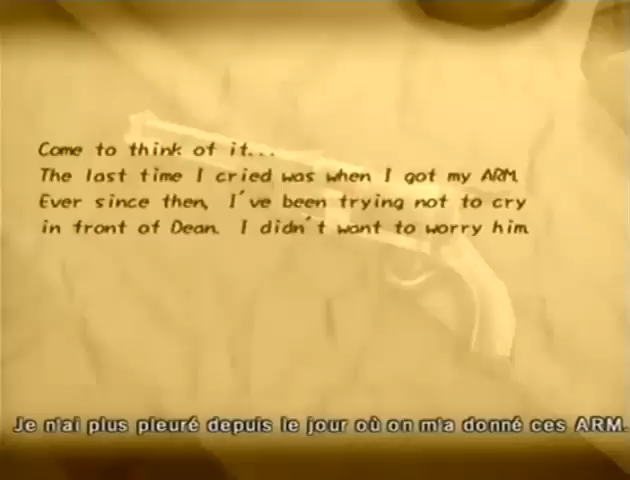 Come to think of it...
The last time I cried was when I got my ARM.
Ever since then, I've been trying not to cry
in front of Dean. I didn't want to worry him.
Je n'ai plus pleuré depuis le jour où on m'a donné ces ARM.